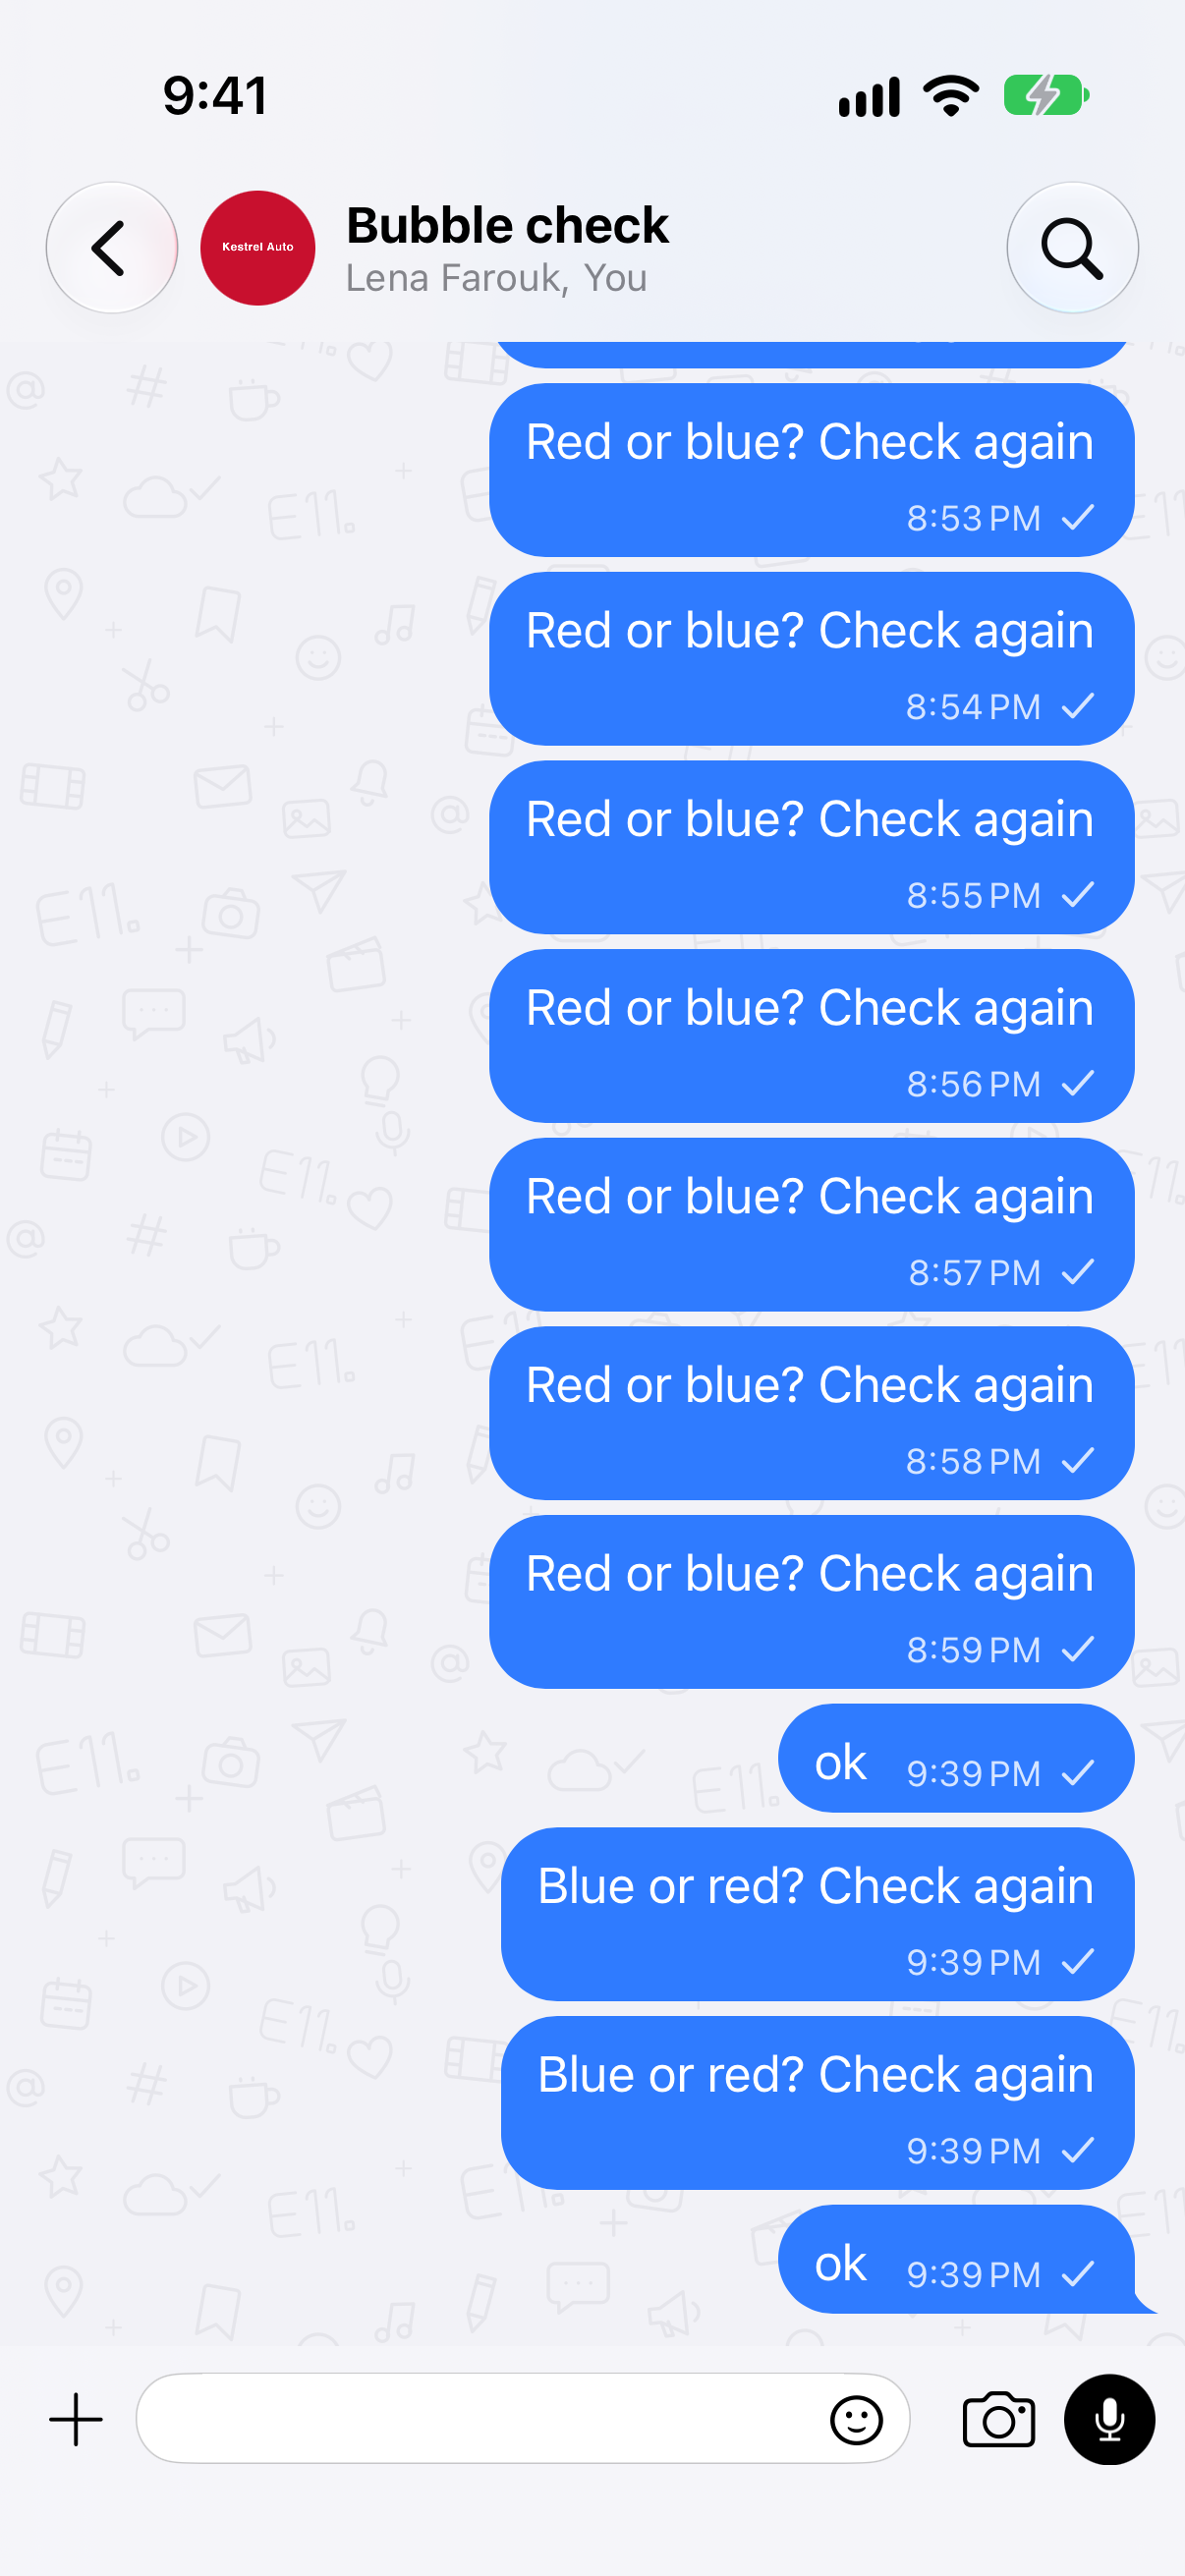 9:41
Kestrel Auto
Bubble check
Lena Farouk, You
Red or blue? Check again
8:53 PM
Red or blue? Check again
8:54 PM
Red or blue? Check again
8:55 PM
Red or blue? Check again
8:56 PM
Red or blue? Check again
8:57 PM
Red or blue? Check again
8:58 PM
Red or blue? Check again
8:59 PM
ok 9:39 PM
Blue or red? Check again
9:39 PM
Blue or red? Check again
9:39 PM
ok 9:39 PM